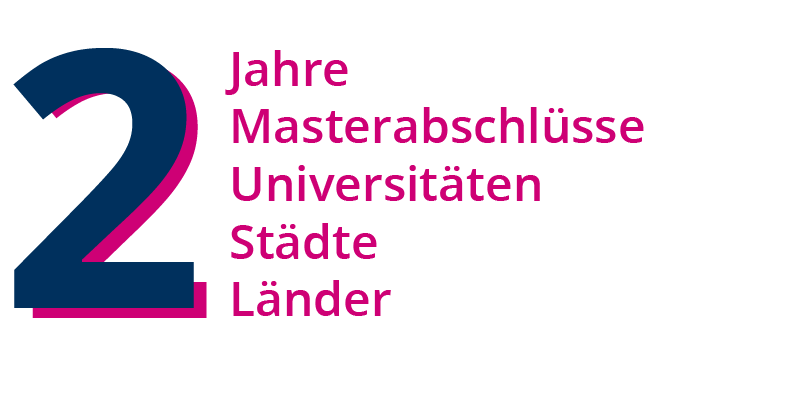 2
Jahre
Masterabschlüsse
Universitäten
Städte
Länder